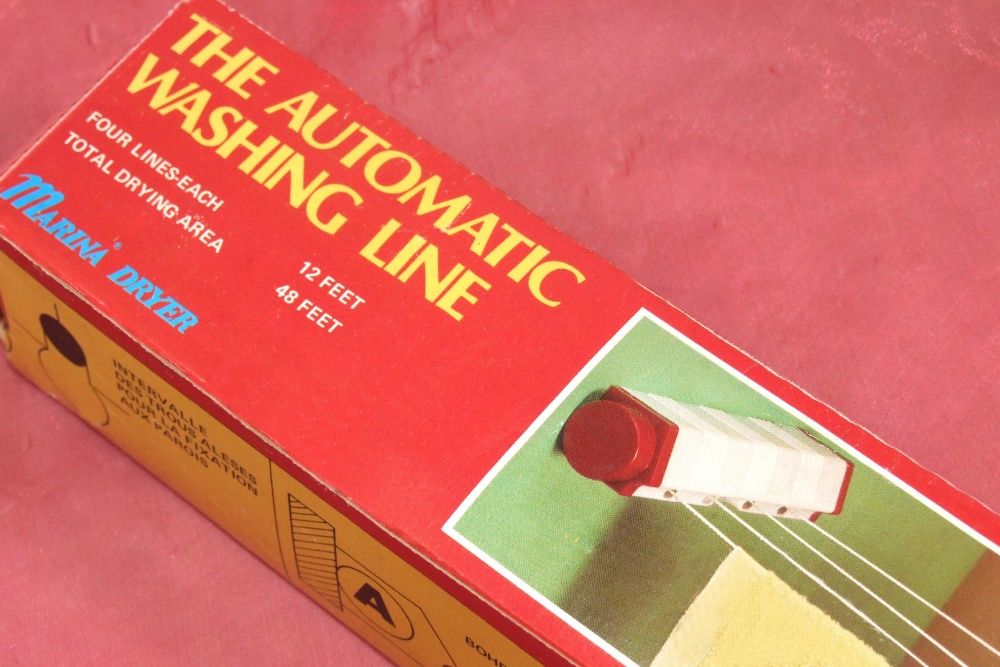 THE AUTOMATIC
WASHING LINE
FOUR LINES-EACH 12 FEET
TOTAL DRYING AREA 48 FEET
MARINA® DRYER
INTERVALLE
DES TROUS ALESES
POUR LA FIXATION
AUX PAROIS
A